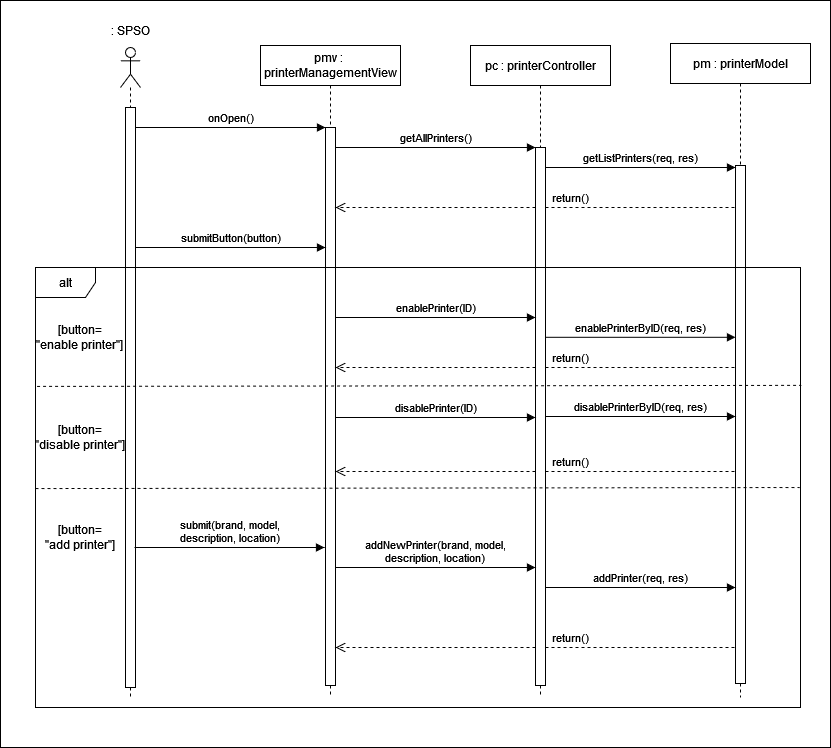 : SPSO
pmv :
printerManagementView
pc : printerController
pm : printerModel
onOpen()
getAllPrinters()
getListPrinters(req, res)
return()
submitButton(button)
alt
enablePrinter(ID)
[button=
"enable printer"]
enablePrinterByID(req, res)
return()
disablePrinter(ID)
disablePrinterByID(req, res)
[button=
"disable printer"]
return()
[button=
"add printer"]
submit(brand, model,
description, location)
addNewPrinter(brand, model,
description, location)
addPrinter(req, res)
return()